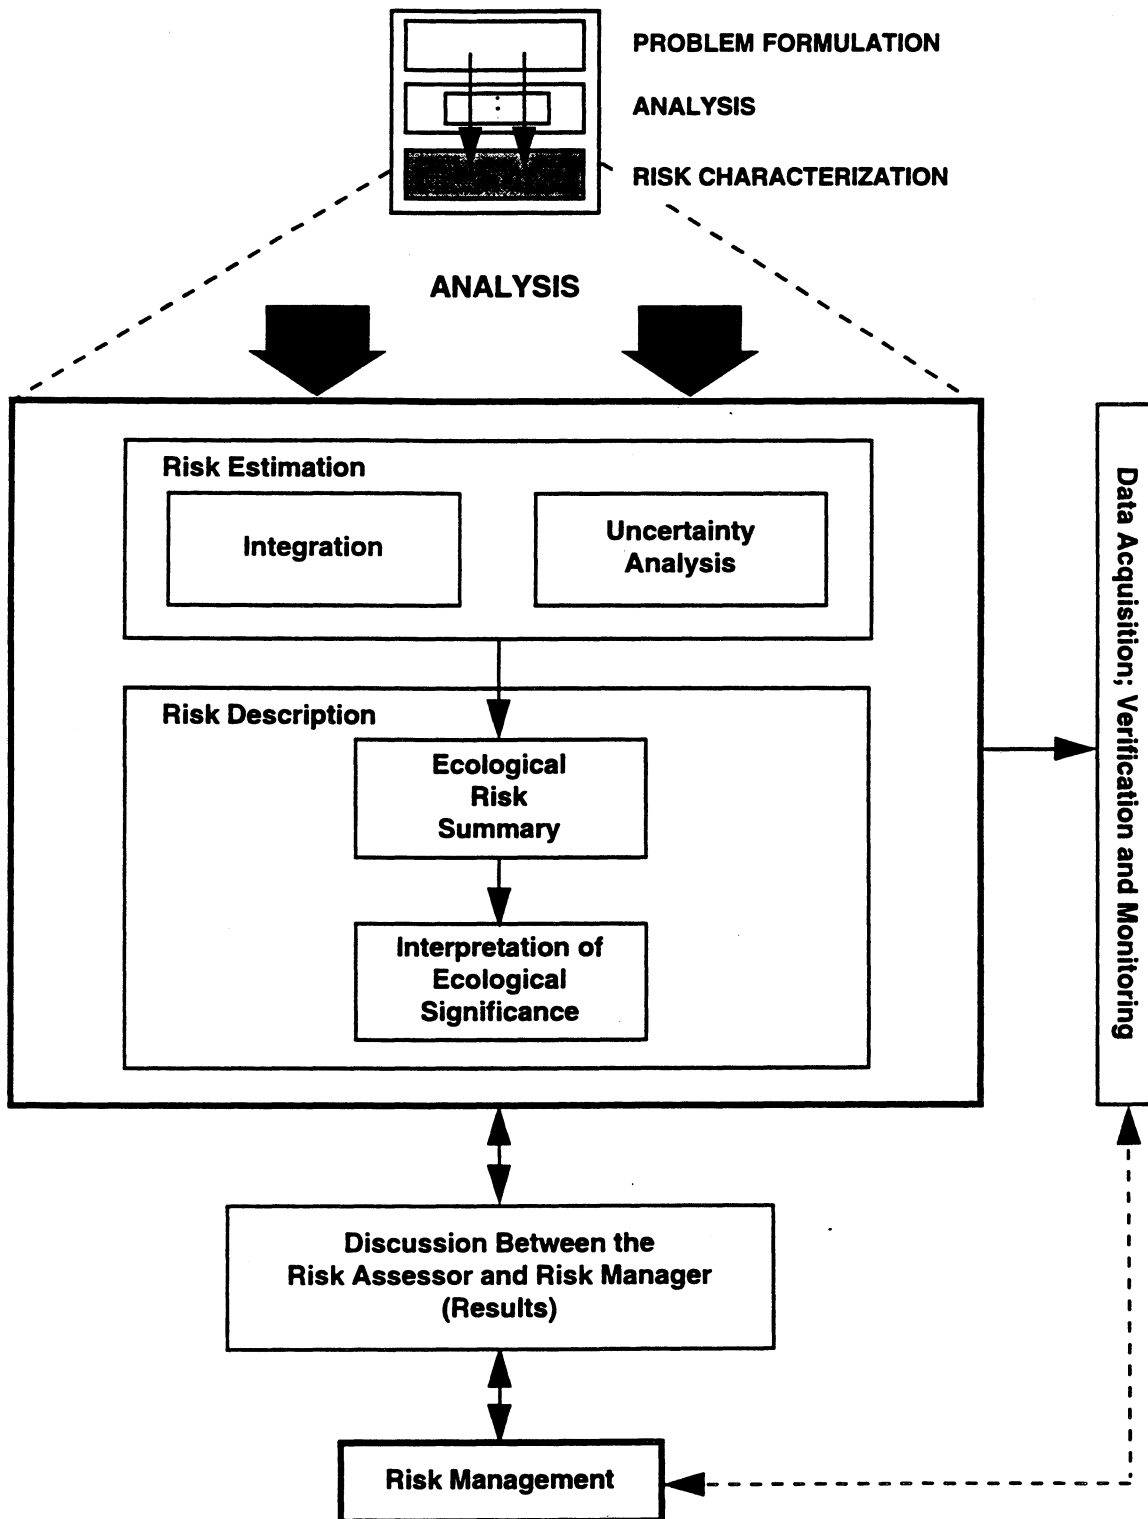 PROBLEM FORMULATION
ANALYSIS
RISK CHARACTERIZATION
ANALYSIS
Risk Estimation
Integration
Uncertainty
Analysis
Risk Description
Ecological
Risk
Summary
Interpretation of
Ecological
Significance
Data Acquisition; Verification and Monitoring
Discussion Between the
Risk Assessor and Risk Manager
(Results)
Risk Management